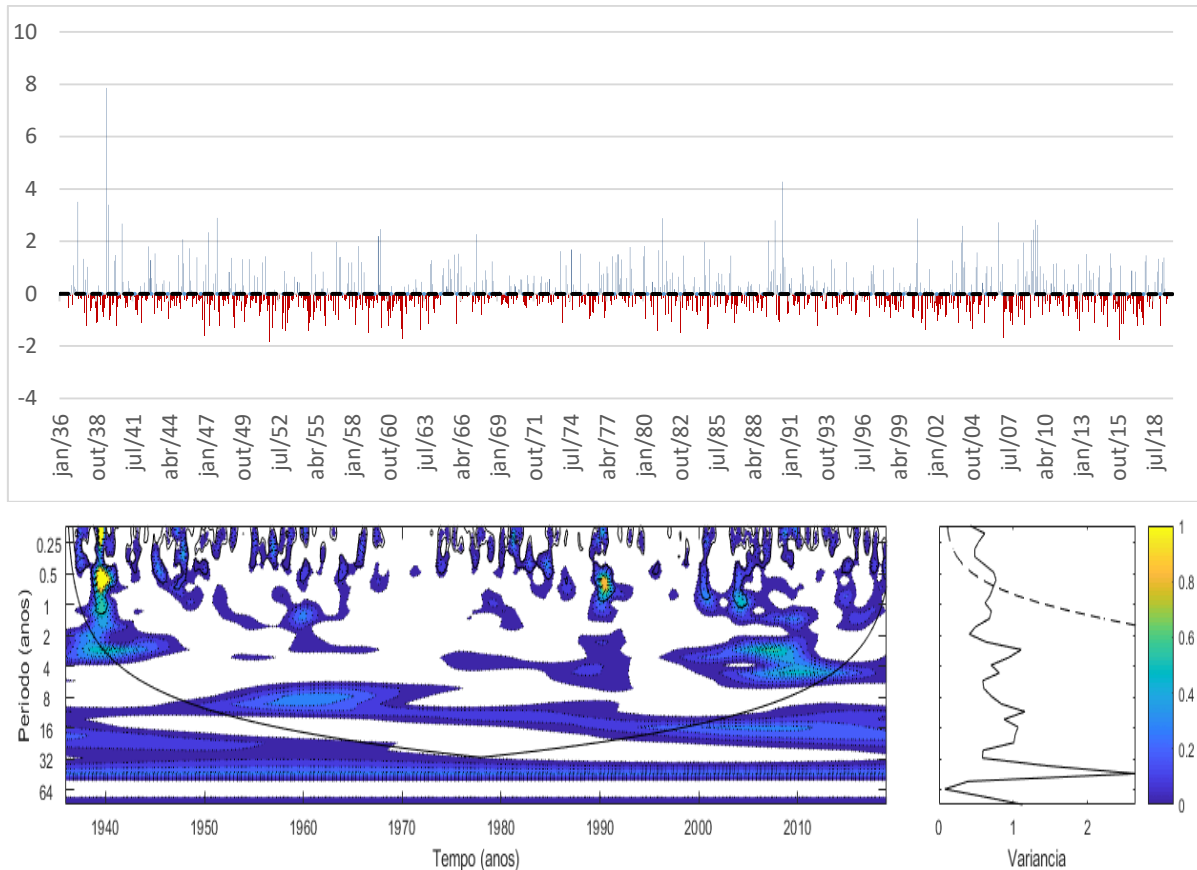 10
8
6
4
2
0
-2
-4
jan/36
out/38
jul/41
abr/44
jan/47
out/49
jul/52
abr/55
jan/58
out/60
jul/63
abr/66
jan/69
out/71
jul/74
abr/77
jan/80
out/82
jul/85
abr/88
jan/91
out/93
jul/96
abr/99
jan/02
out/04
jul/07
abr/10
jan/13
out/15
jul/18
Periodo (anos)
0.25
0.5
1
2
4
8
16
32
64
1940
1950
1960
1970
1980
1990
2000
2010
Tempo (anos)
0
1
2
Variancia
1
0.8
0.6
0.4
0.2
0